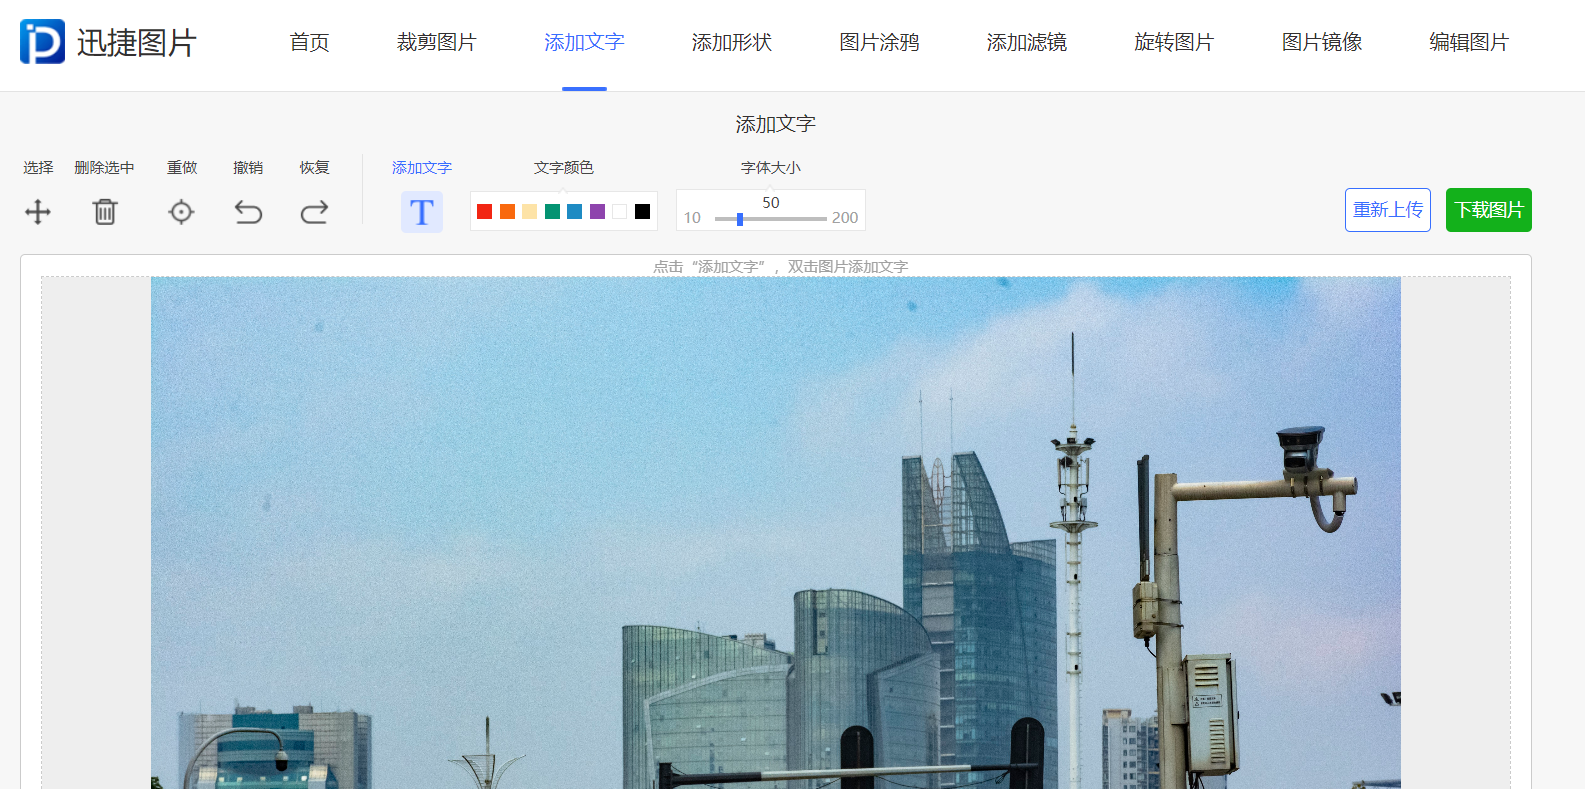 迅捷图片
首页 裁剪图片 添加文字 添加形状 图片涂鸦 添加滤镜 旋转图片 图片镜像 编辑图片
添加文字
选择 删除选中 重做 撤销 恢复 添加文字 文字颜色 字体大小
T
50
10 200
重新上传 下载图片
点击“添加文字”，双击图片添加文字